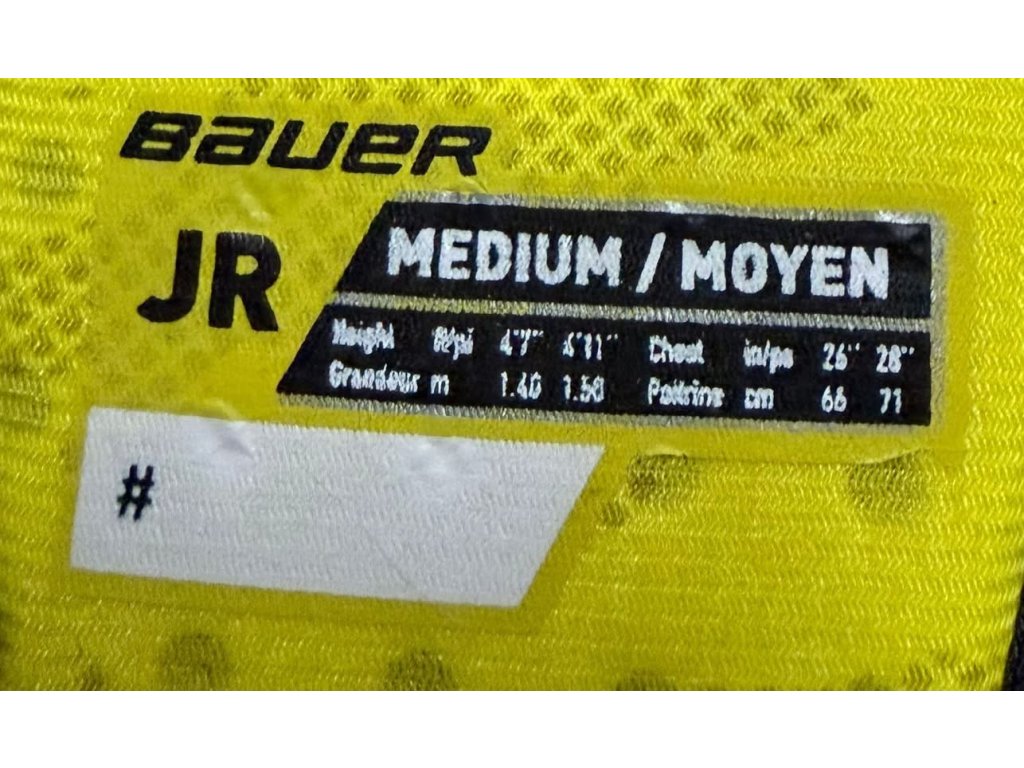 BAUER
JR
MEDIUM / MOYEN
Height ft/pi 4'7" 4'11" Chest in/po 26" 28"
Grandeur m 1.40 1.50 Poitrine cm 66 71
#